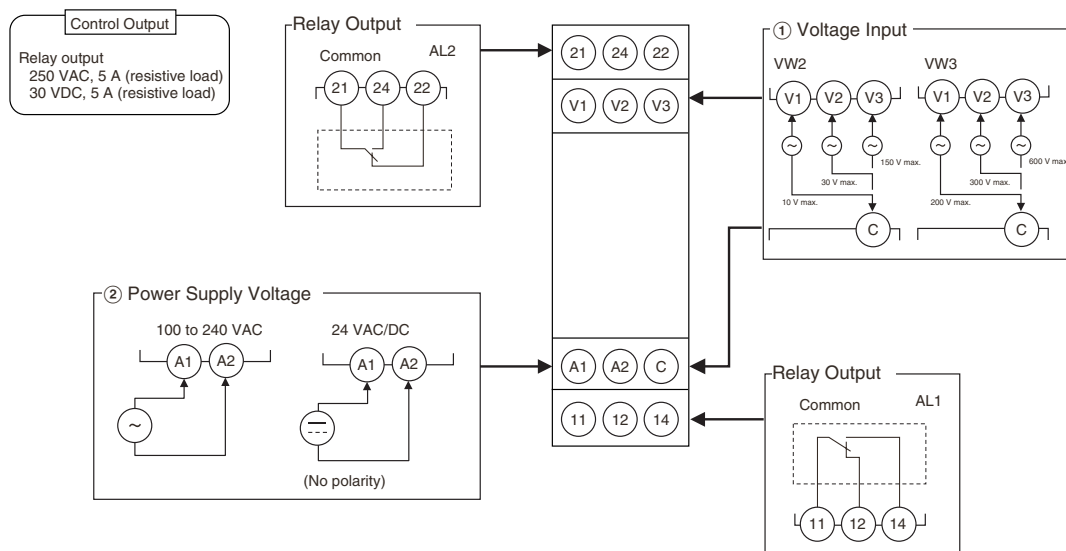 Control Output
Relay output
250 VAC, 5 A (resistive load)
30 VDC, 5 A (resistive load)
Relay Output
Common AL2
21 24 22
21 24 22
V1 V2 V3
① Voltage Input
VW2 VW3
V1 V2 V3 V1 V2 V3
~ ~ ~ ~ ~ ~
150 V max. 600 V max.
30 V max. 300 V max.
10 V max. 200 V max.
C C
② Power Supply Voltage
100 to 240 VAC 24 VAC/DC
A1 A2 A1 A2
~
(No polarity)
A1 A2 C
11 12 14
Relay Output
Common AL1
11 12 14